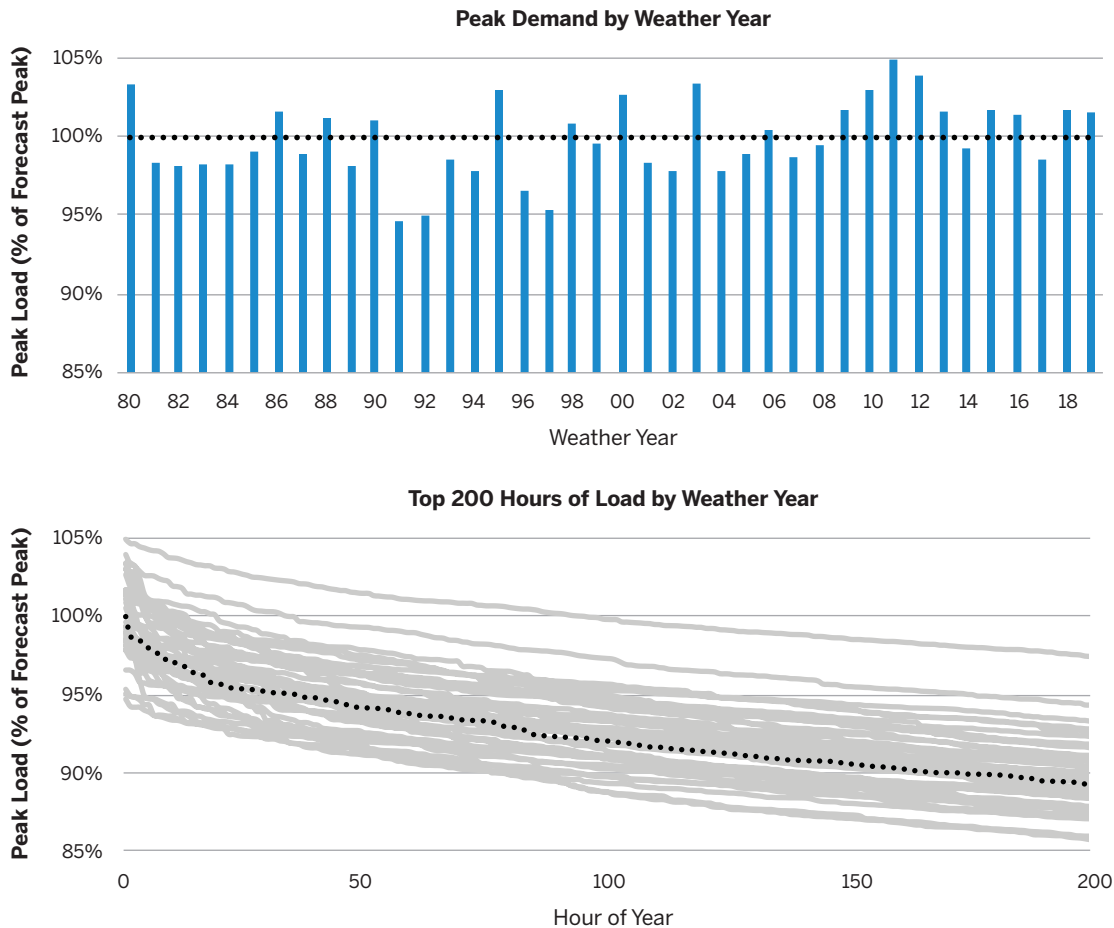 Peak Demand by Weather Year
Peak Load (% of Forecast Peak)
105%
100%
95%
90%
85%
80 82 84 86 88 90 92 94 96 98 00 02 04 06 08 10 12 14 16 18
Weather Year
Top 200 Hours of Load by Weather Year
Peak Load (% of Forecast Peak)
105%
100%
95%
90%
85%
0 50 100 150 200
Hour of Year